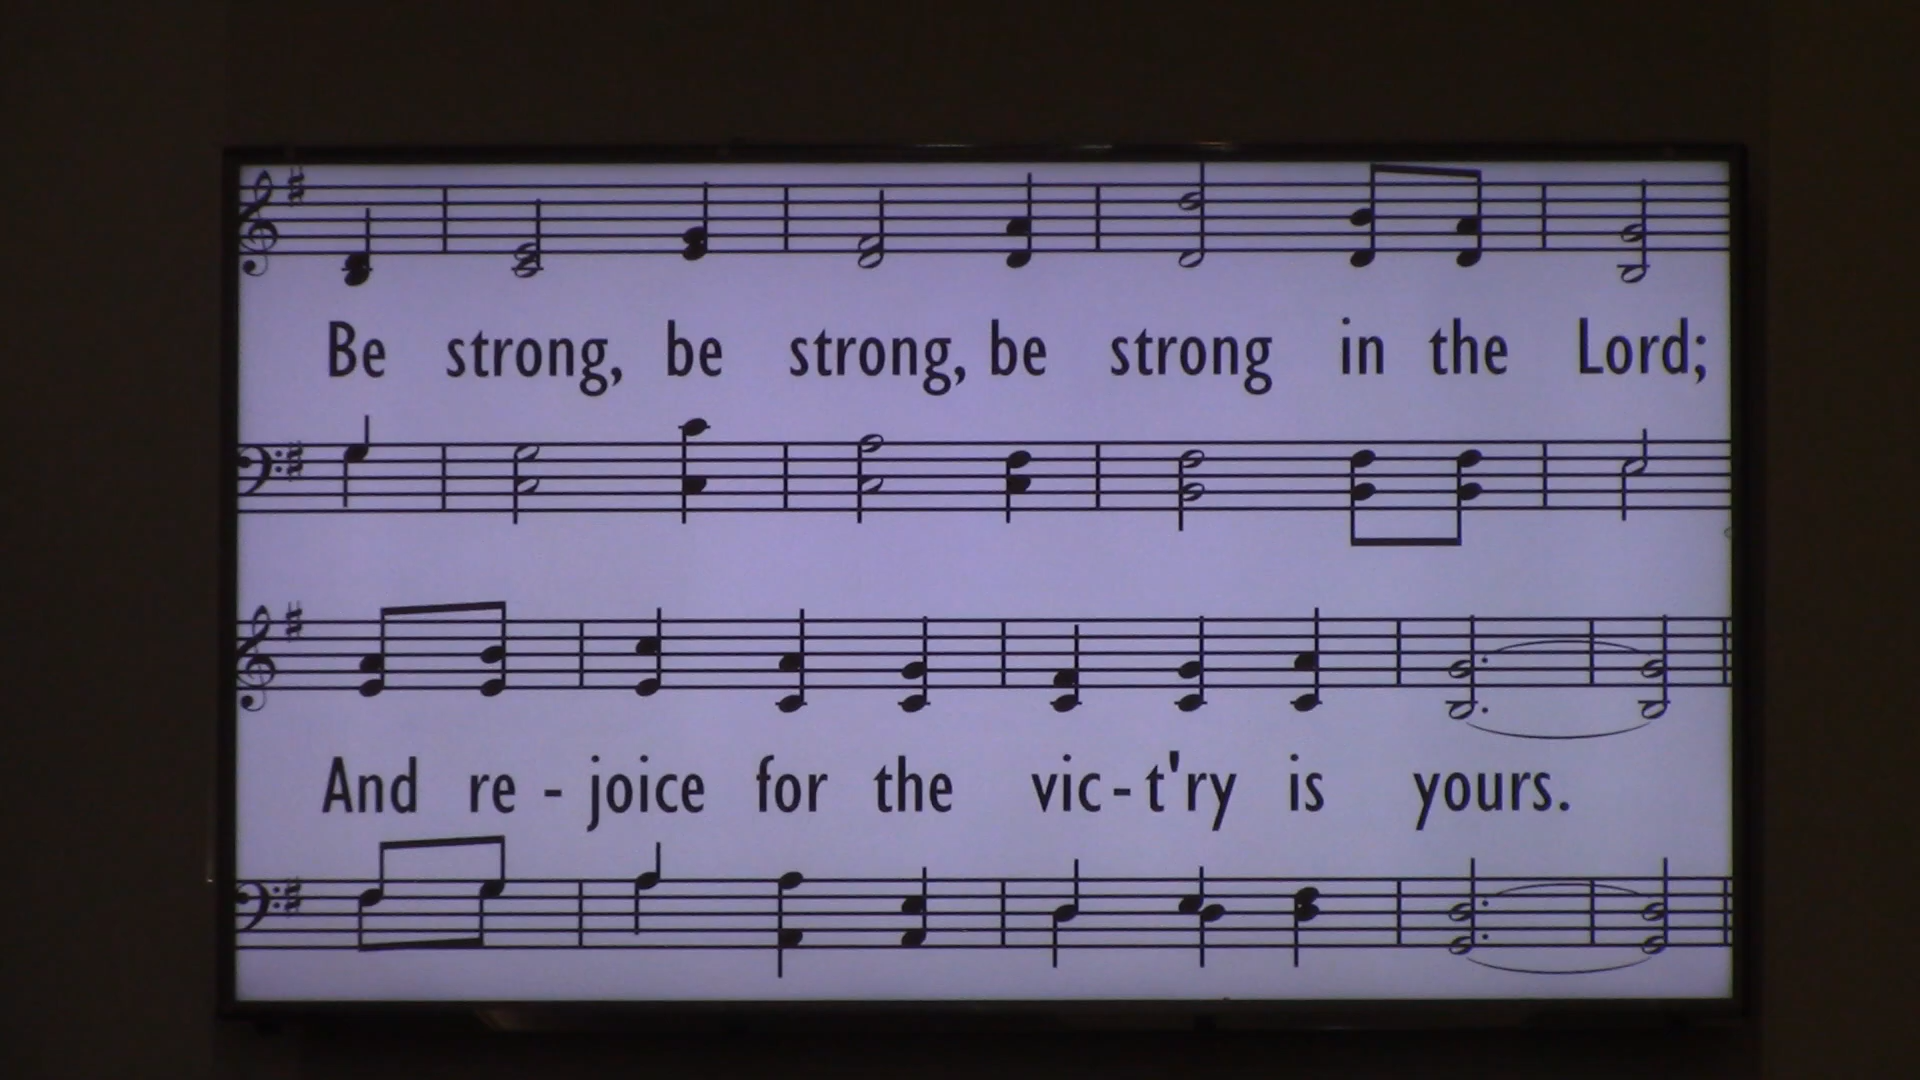 Be strong, be strong, be strong in the Lord;
And re - joice for the vic - t'ry is yours.